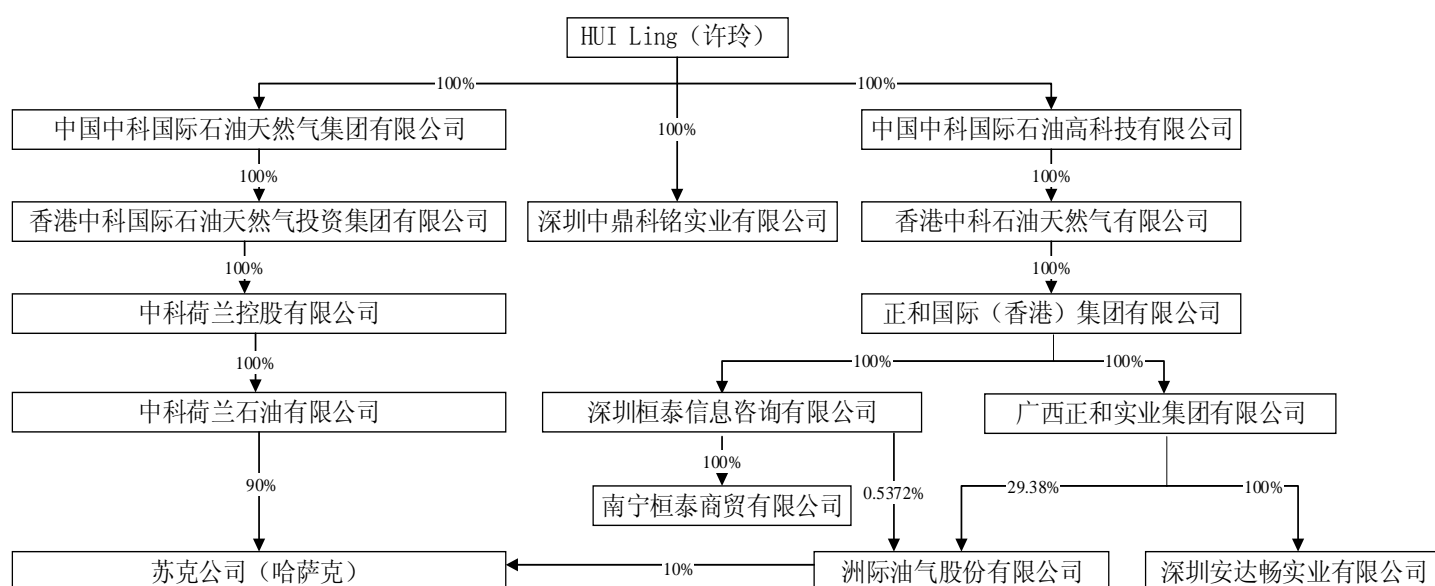 HUI Ling（许玲）
100%
100%
中国中科国际石油天然气集团有限公司
100%
中国中科国际石油高科技有限公司
100%
100%
香港中科国际石油天然气投资集团有限公司
深圳中鼎科铭实业有限公司
香港中科石油天然气有限公司
100%
100%
中科荷兰控股有限公司
正和国际（香港）集团有限公司
100%
100%
100%
中科荷兰石油有限公司
深圳桓泰信息咨询有限公司
广西正和实业集团有限公司
100%
90%
0.5372%
29.38%
100%
南宁桓泰商贸有限公司
苏克公司（哈萨克）
10%
洲际油气股份有限公司
深圳安达畅实业有限公司